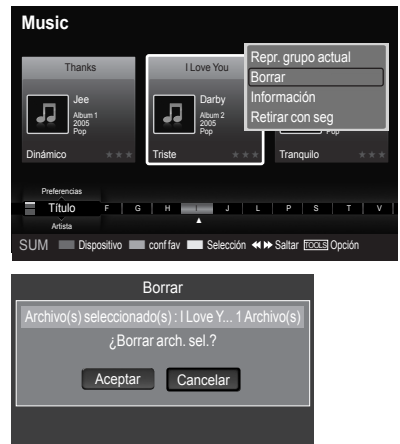 Music
Thanks
Jee
Album 1
2005
Pop
Dinámico ★★★
I Love You
Darby
Album 2
2005
Pop
Triste ★★★
Pop
Tranquilo ★★★
Repr. grupo actual
Borrar
Información
Retirar con seg
Preferencias
Título F G H I J L P S T V
Artista
SUM Dispositivo conf fav Selección ◀◀ ▶▶ Saltar TOOLS Opción
Borrar
Archivo(s) seleccionado(s) : I Love Y... 1 Archivo(s)
¿Borrar arch. sel.?
Aceptar Cancelar